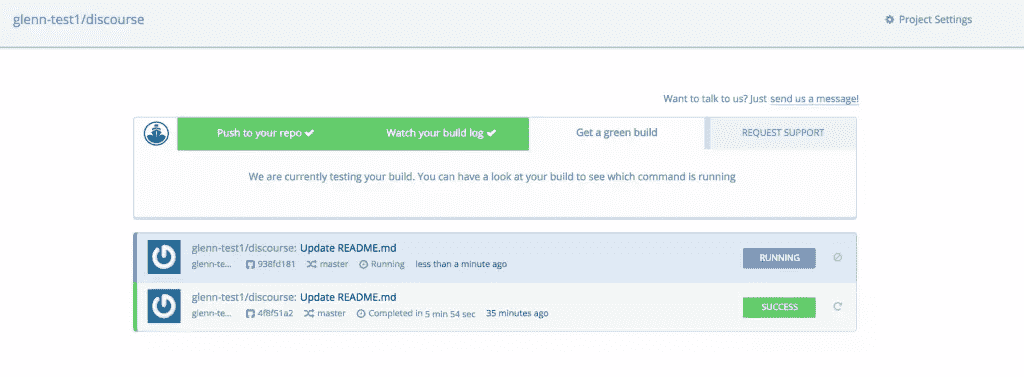 glenn-test1/discourse Project Settings
Want to talk to us? Just send us a message!
Push to your repo Watch your build log Get a green build REQUEST SUPPORT
We are currently testing your build. You can have a look at your build to see which command is running
glenn-test1/discourse: Update README.md
glenn-te... 938fd181 master Running less than a minute ago
RUNNING
glenn-test1/discourse: Update README.md
glenn-te... 4f8f51a2 master Completed in 5 min 54 sec 35 minutes ago
SUCCESS